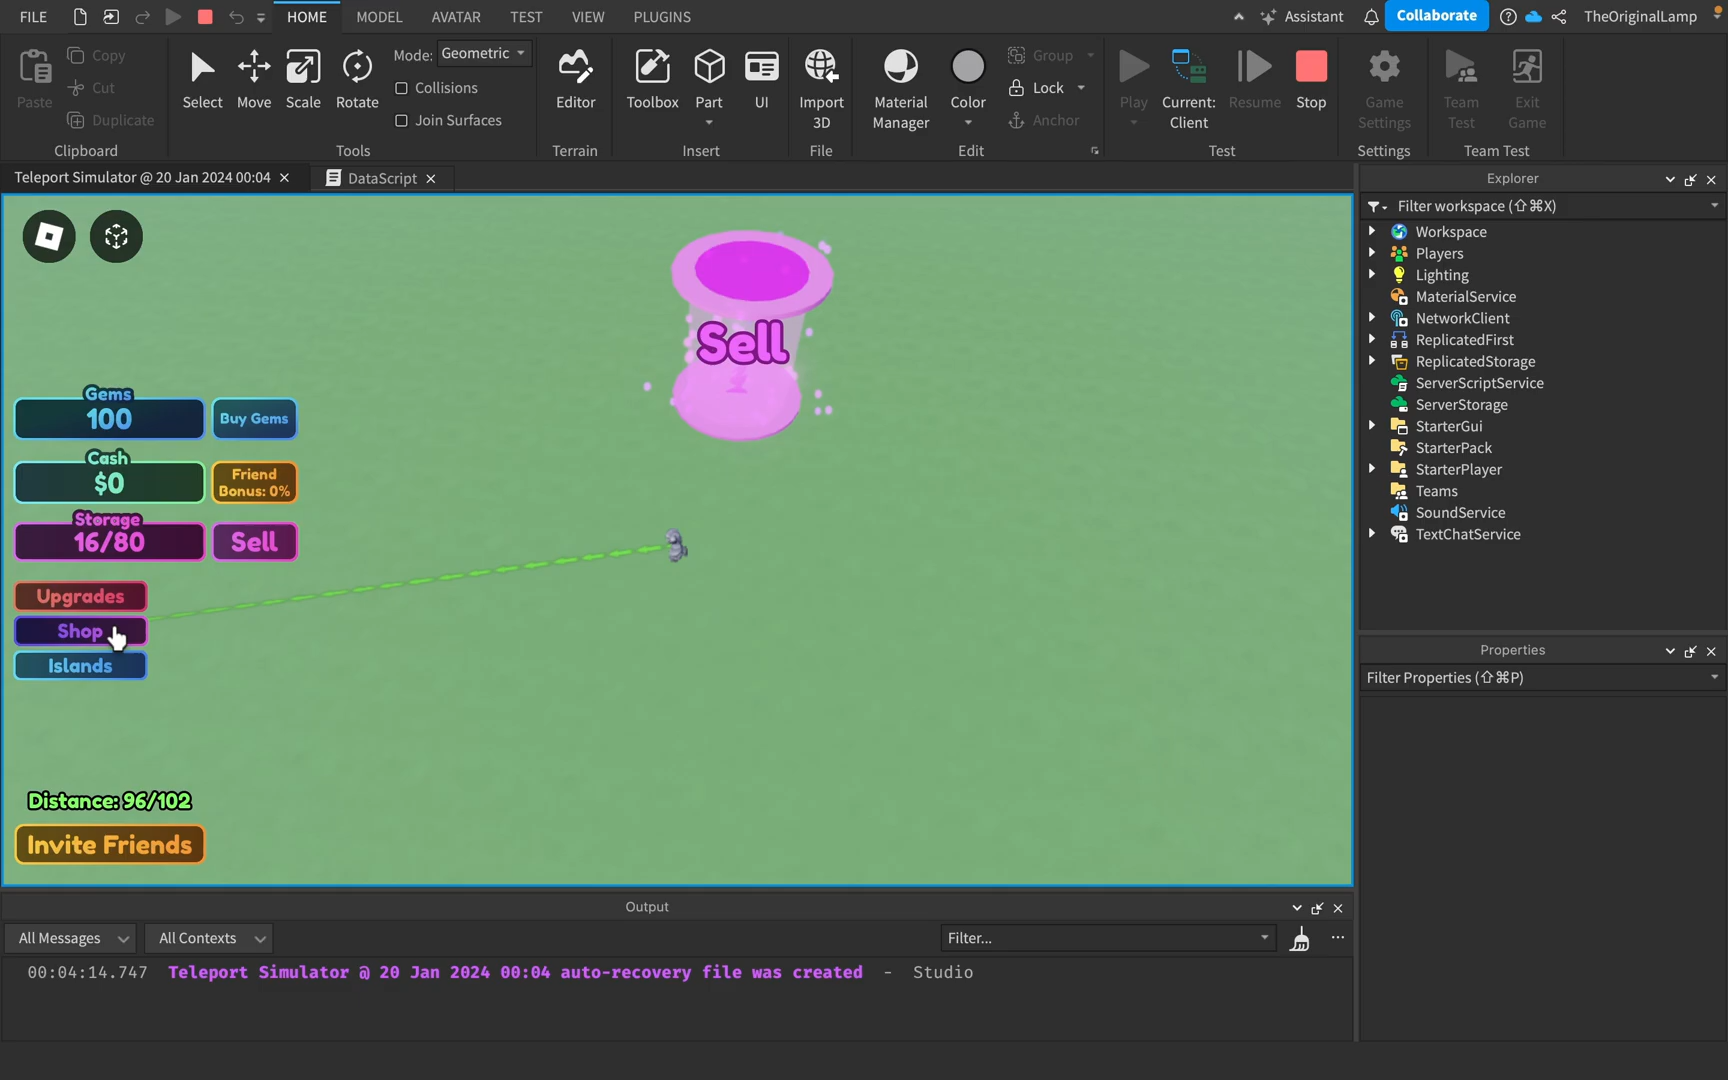 FILE
HOME
MODEL
AVATAR
TEST
VIEW
PLUGINS
Assistant
Collaborate
TheOriginalLamp
Paste
Copy
Cut
Duplicate
Clipboard
Select
Move
Scale
Rotate
Mode: Geometric
Collisions
Join Surfaces
Tools
Editor
Terrain
Toolbox
Part
UI
Insert
Import
3D
File
Material
Manager
Color
Group
Lock
Anchor
Edit
Play
Current:
Client
Resume
Stop
Test
Game
Settings
Settings
Team
Test
Exit
Game
Team Test
Teleport Simulator @ 20 Jan 2024 00:04
DataScript
Sell
Gems
100
Buy Gems
Cash
$0
Friend
Bonus: 0%
Storage
16/80
Sell
Upgrades
Shop
Islands
Distance: 96/102
Invite Friends
Explorer
Filter workspace (⇧⌘X)
Workspace
Players
Lighting
MaterialService
NetworkClient
ReplicatedFirst
ReplicatedStorage
ServerScriptService
ServerStorage
StarterGui
StarterPack
StarterPlayer
Teams
SoundService
TextChatService
Properties
Filter Properties (⇧⌘P)
Output
All Messages
All Contexts
Filter...
00:04:14.747 Teleport Simulator @ 20 Jan 2024 00:04 auto-recovery file was created - Studio